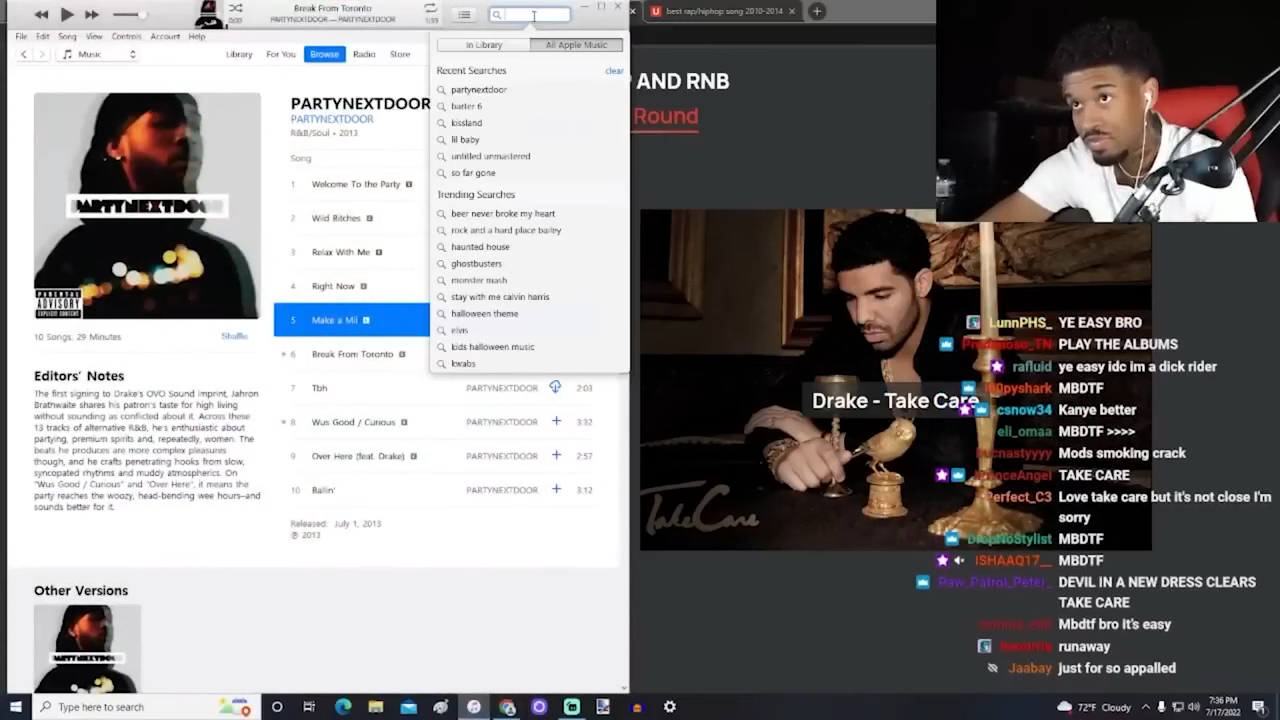 Break From Toronto
PARTYNEXTDOOR — PARTYNEXTDOOR
0:00
1:39
best rap/hiphop song 2010-2014
File Edit Song View Controls Account Help
Music
Library For You Browse Radio Store
In Library All Apple Music
Recent Searches clear
partynextdoor
barter 6
kissland
lil baby
untitled unmastered
so far gone
Trending Searches
beer never broke my heart
rock and a hard place bailey
haunted house
ghostbusters
monster mash
stay with me calvin harris
halloween theme
elvis
kids halloween music
kwabs
PARTYNEXTDOOR
PARTYNEXTDOOR
R&B/Soul • 2013
Song
1 Welcome To the Party E
2 Wild Bitches E
3 Relax With Me E
4 Right Now E
5 Make a Mil E
6 Break From Toronto E
7 Tbh PARTYNEXTDOOR 2:03
8 Wus Good / Curious E PARTYNEXTDOOR 3:32
9 Over Here (feat. Drake) E PARTYNEXTDOOR 2:57
10 Ballin' PARTYNEXTDOOR 3:12
Released: July 1, 2013
℗ 2013
PARTYNEXTDOOR
PARENTAL
ADVISORY
EXPLICIT CONTENT
10 Songs, 29 Minutes Shuffle
Editors' Notes
The first signing to Drake's OVO Sound imprint, Jahron
Brathwaite shares his patron's taste for high living
without sounding as conflicted about it. Across these
13 tracks of alternative R&B, he's enthusiastic about
partying, premium spirits and, repeatedly, women. The
beats he produces are more complex pleasures
though, and he crafts penetrating hooks from slow,
syncopated rhythms and muddy atmospherics. On
"Wus Good / Curious" and "Over Here", it means the
party reaches the woozy, head-bending wee hours—and
sounds better for it.
Other Versions
PARTYNEXTDOOR
AND RNB
Round
Drake - Take Care
TakeCare
LunnPHS_ YE EASY BRO
PLAY THE ALBUMS
rafluid ye easy idc im a dick rider
MBDTF
csnow34 Kanye better
eli_omaa MBDTF >>>>
Mods smoking crack
TAKE CARE
Perfect_C3 Love take care but it's not close I'm
sorry
DropNoStylist MBDTF
ISHAAQ17__ MBDTF
Paw_Patrol_Peter_ DEVIL IN A NEW DRESS CLEARS
TAKE CARE
Mbdtf bro it's easy
runaway
Jaabay just for so appalled
Type here to search
72°F Cloudy
7:36 PM
7/17/2022